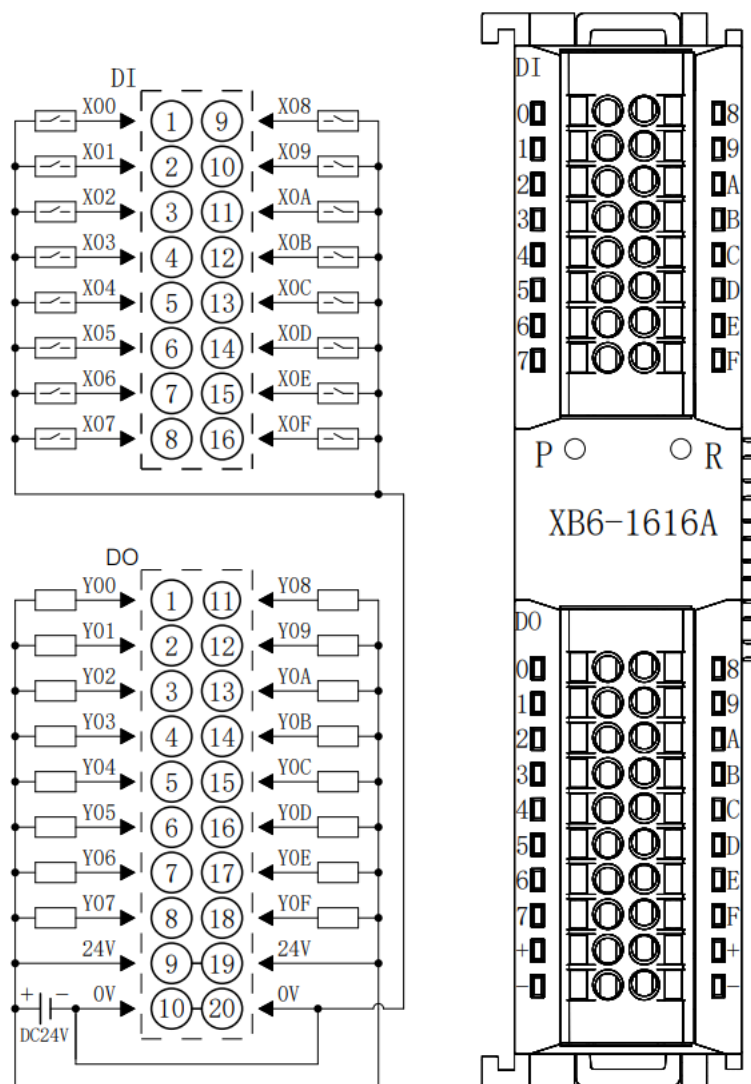 DI
X00 1 9 X08
X01 2 10 X09
X02 3 11 X0A
X03 4 12 X0B
X04 5 13 X0C
X05 6 14 X0D
X06 7 15 X0E
X07 8 16 X0F
DO
Y00 1 11 Y08
Y01 2 12 Y09
Y02 3 13 Y0A
Y03 4 14 Y0B
Y04 5 15 Y0C
Y05 6 16 Y0D
Y06 7 17 Y0E
Y07 8 18 Y0F
24V 9 19 24V
+ − 0V 10 20 0V
DC24V
DI
0 8
1 9
2 A
3 B
4 C
5 D
6 E
7 F
P R
XB6-1616A
DO
0 8
1 9
2 A
3 B
4 C
5 D
6 E
7 F
+ +
- -